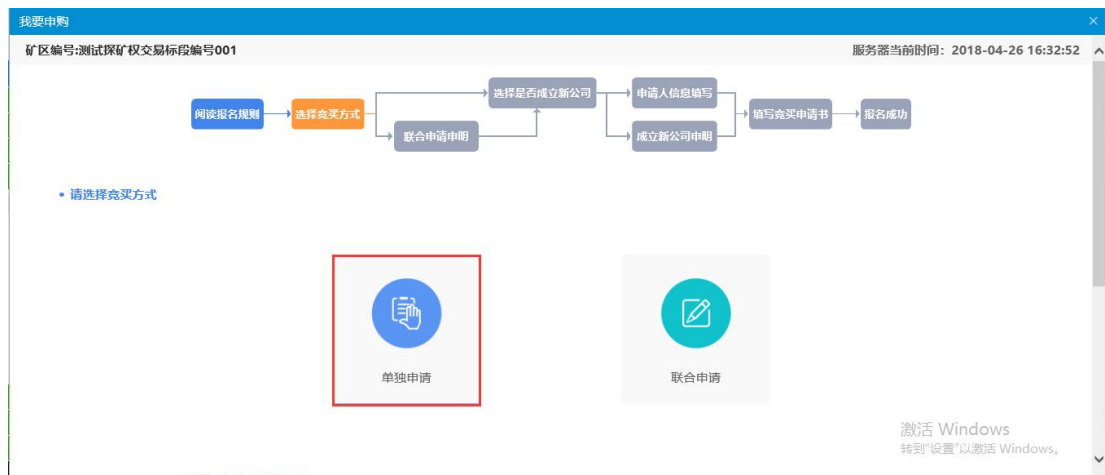 我要申购
矿区编号:测试探矿权交易标段编号001
服务器当前时间：2018-04-26 16:32:52
阅读报名规则
选择竞买方式
选择是否成立新公司
申请人信息填写
联合申请申明
成立新公司申明
填写竞买申请书
报名成功
• 请选择竞买方式
单独申请
联合申请
激活 Windows
转到"设置"以激活 Windows。